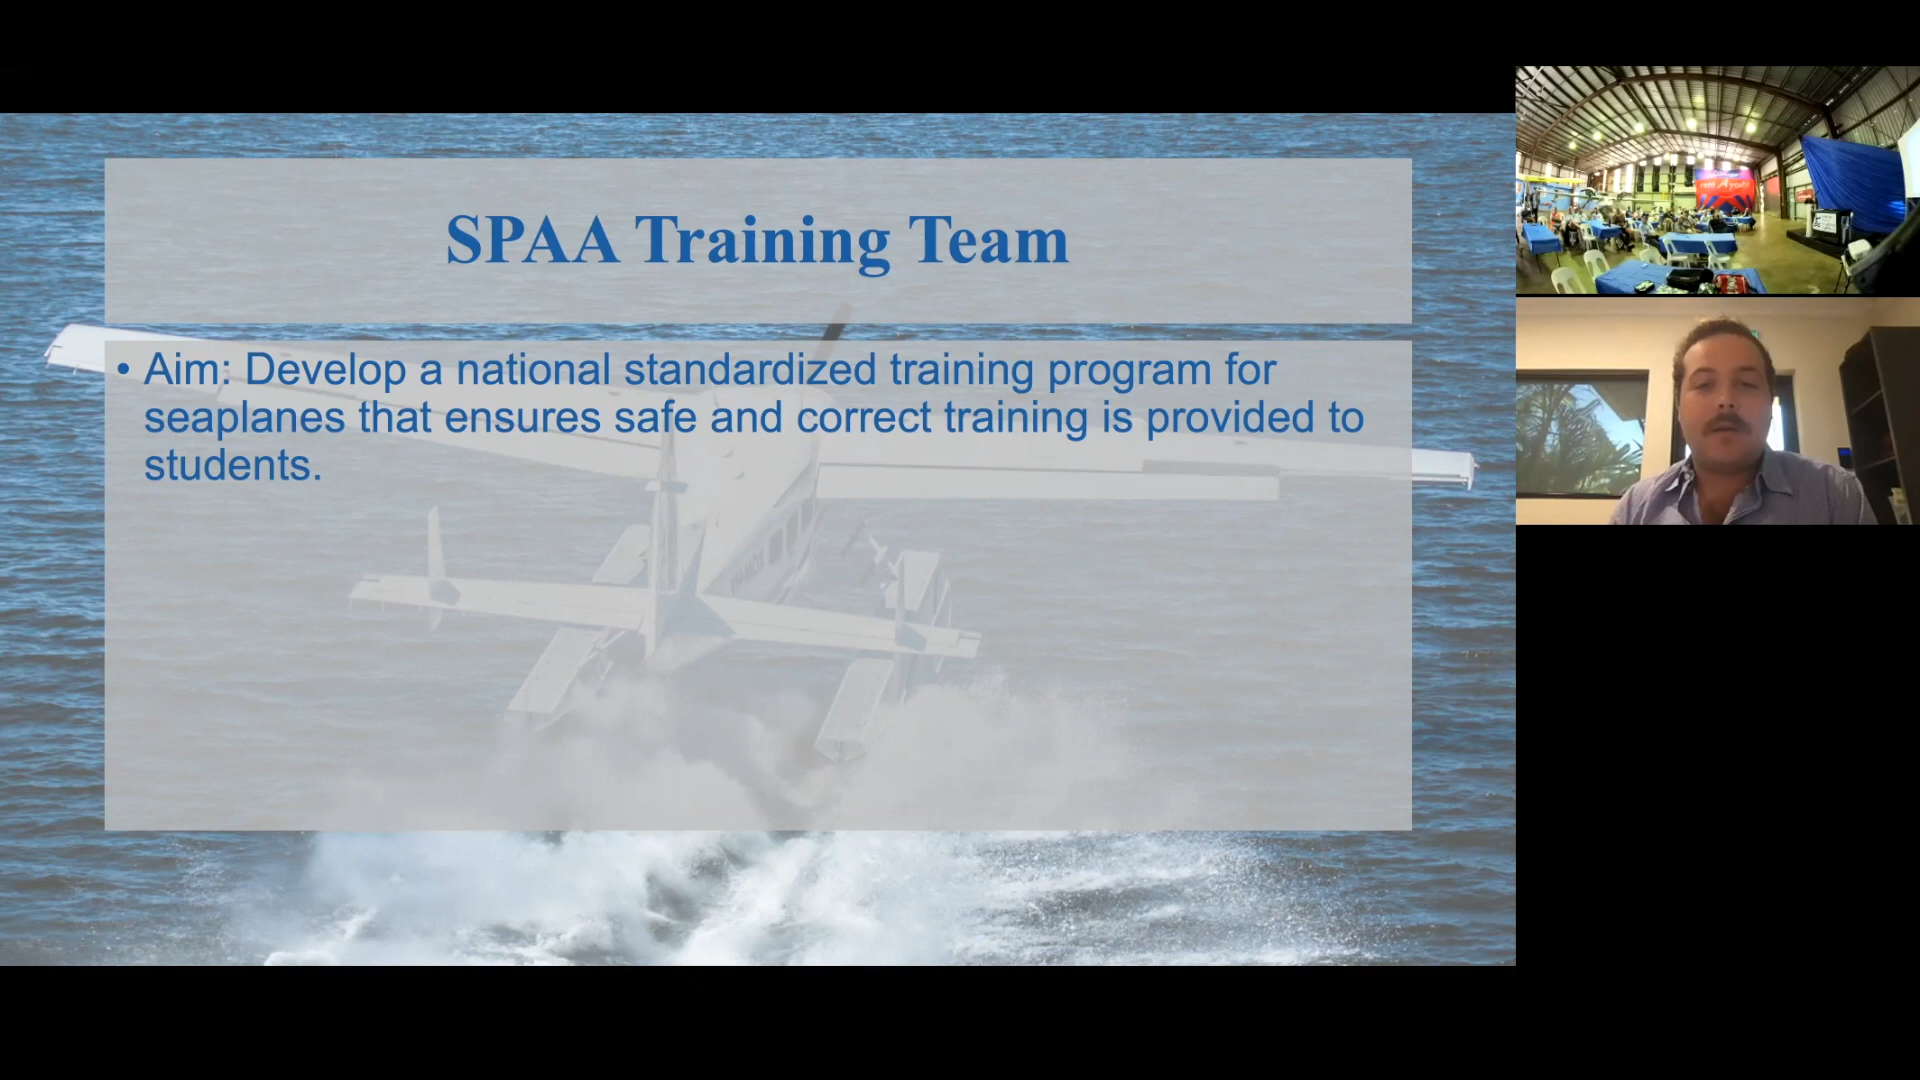 SPAA Training Team
• Aim: Develop a national standardized training program for
seaplanes that ensures safe and correct training is provided to
students.